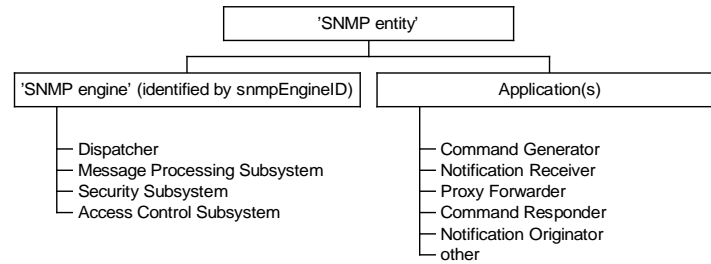 ’SNMP entity’
’SNMP engine’ (identified by snmpEngineID)
Application(s)
Dispatcher
Message Processing Subsystem
Security Subsystem
Access Control Subsystem
Command Generator
Notification Receiver
Proxy Forwarder
Command Responder
Notification Originator
other